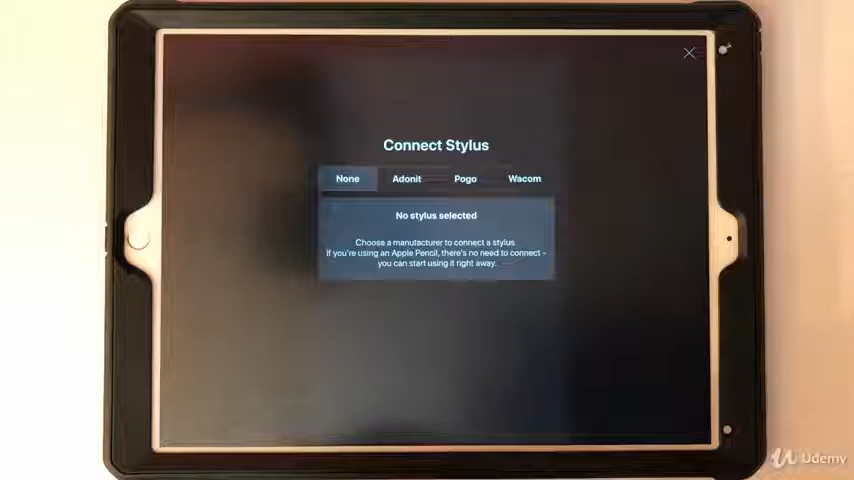 Connect Stylus
None Adonit Pogo Wacom
No stylus selected
Choose a manufacturer to connect a stylus.
If you're using an Apple Pencil, there's no need to connect -
you can start using it right away.
Udemy